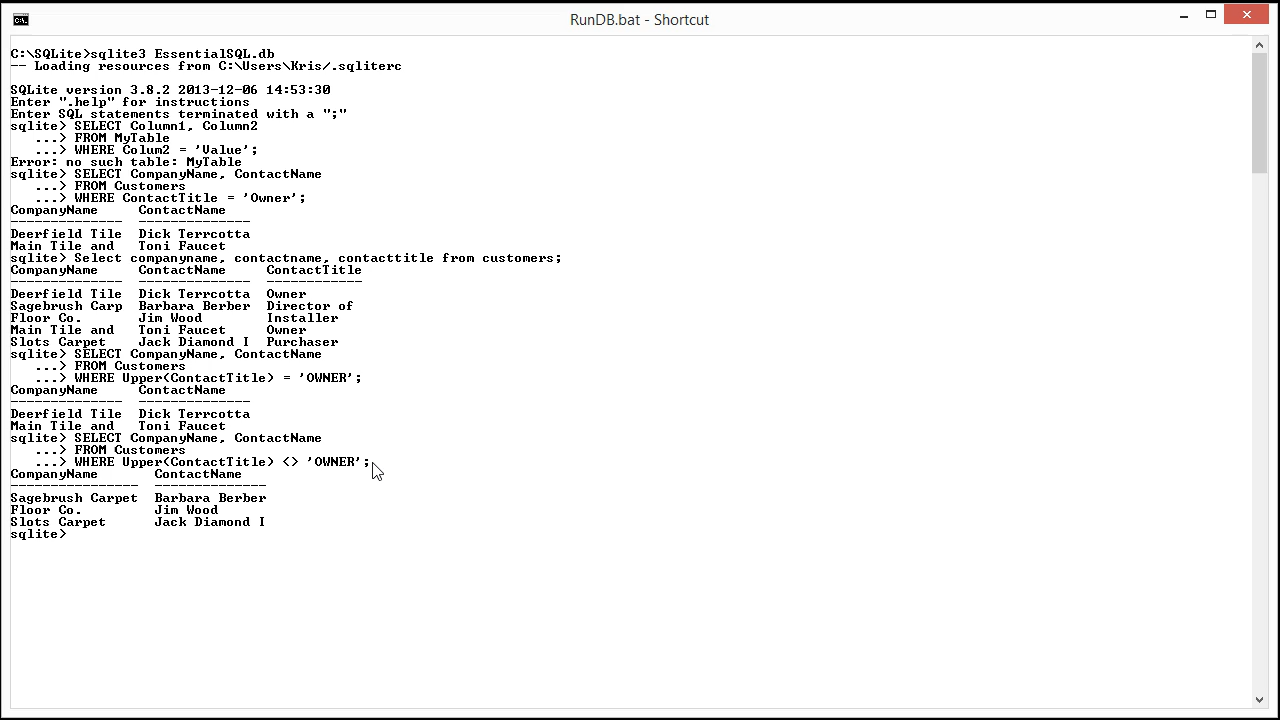 RunDB.bat - Shortcut
C:\SQLite>sqlite3 EssentialSQL.db
-- Loading resources from C:\Users\Kris/.sqliterc
SQLite version 3.8.2 2013-12-06 14:53:30
Enter ".help" for instructions
Enter SQL statements terminated with a ";"
sqlite> SELECT Column1, Column2
   ...> FROM MyTable
   ...> WHERE Colum2 = 'Value';
Error: no such table: MyTable
sqlite> SELECT CompanyName, ContactName
   ...> FROM Customers
   ...> WHERE ContactTitle = 'Owner';
CompanyName     ContactName
--------------  --------------
Deerfield Tile  Dick Terrcotta
Main Tile and   Toni Faucet
sqlite> Select companyname, contactname, contacttitle from customers;
CompanyName     ContactName     ContactTitle
--------------  --------------  ------------
Deerfield Tile  Dick Terrcotta  Owner
Sagebrush Carp  Barbara Berber  Director of
Floor Co.       Jim Wood        Installer
Main Tile and   Toni Faucet     Owner
Slots Carpet    Jack Diamond I  Purchaser
sqlite> SELECT CompanyName, ContactName
   ...> FROM Customers
   ...> WHERE Upper(ContactTitle) = 'OWNER';
CompanyName     ContactName
--------------  --------------
Deerfield Tile  Dick Terrcotta
Main Tile and   Toni Faucet
sqlite> SELECT CompanyName, ContactName
   ...> FROM Customers
   ...> WHERE Upper(ContactTitle) <> 'OWNER';
CompanyName       ContactName
----------------  --------------
Sagebrush Carpet  Barbara Berber
Floor Co.         Jim Wood
Slots Carpet      Jack Diamond I
sqlite>